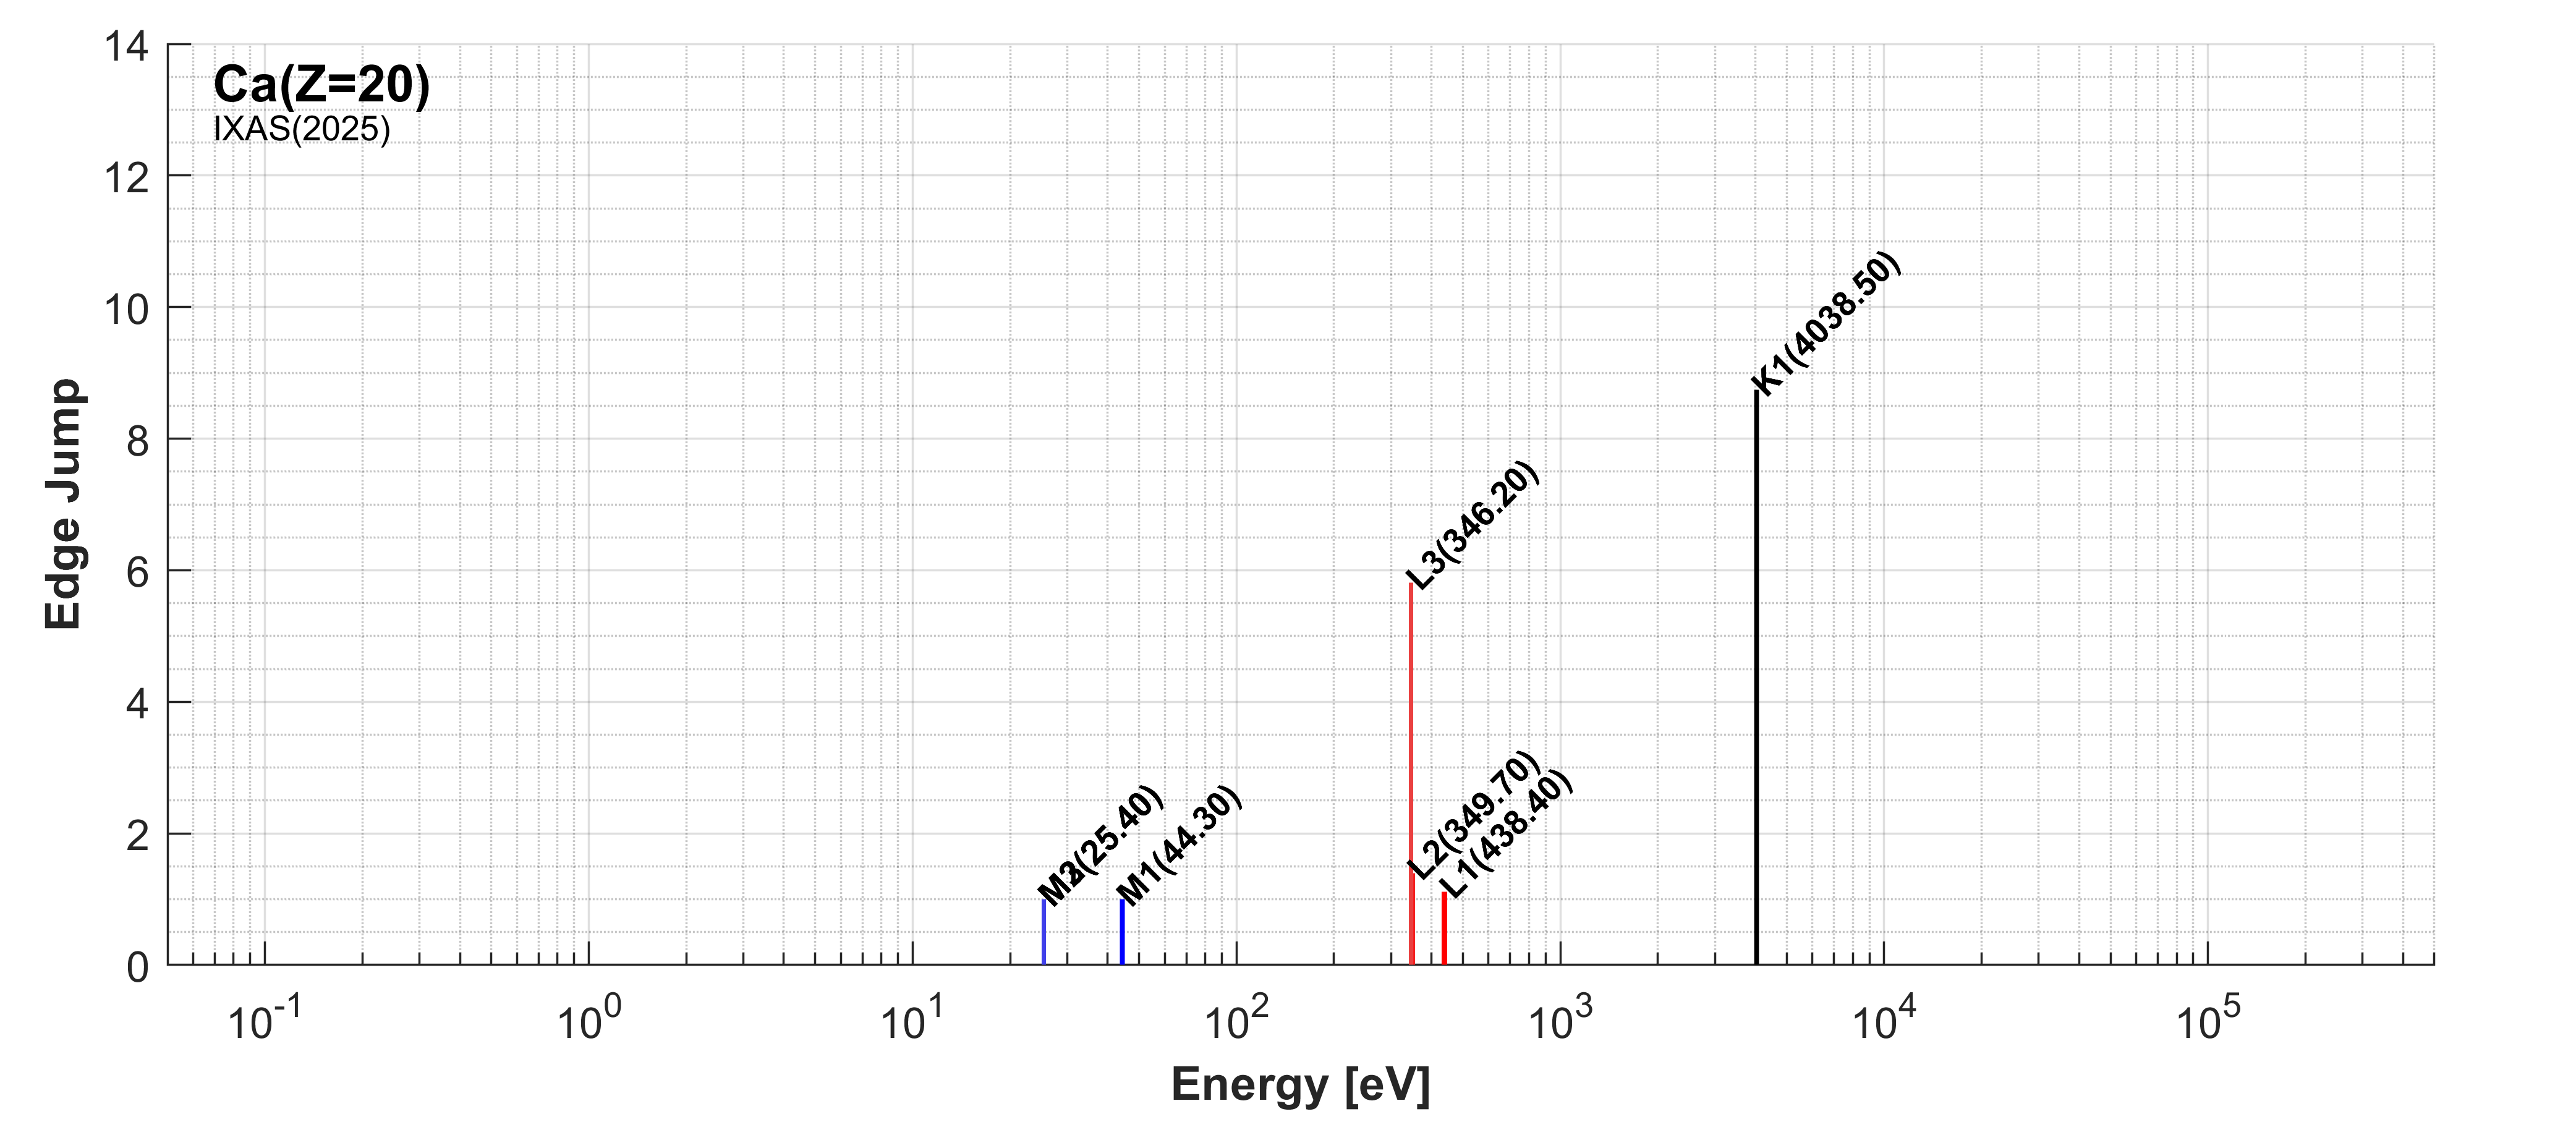 Ca(Z=20)
IXAS(2025)
Edge Jump
14
12
10
8
6
4
2
0
K1(4038.50)
L3(346.20)
L2(349.70)
L1(438.40)
(25.40)
M1(44.30)
10^-1
10^0
10^1
10^2
10^3
10^4
10^5
Energy [eV]